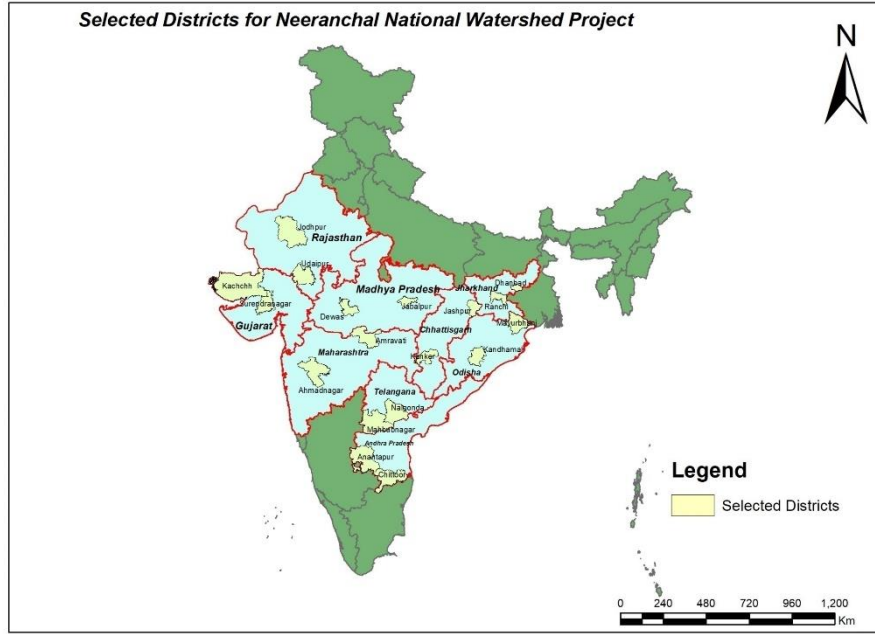 Selected Districts for Neeranchal National Watershed Project
N
Jodhpur
Rajasthan
Udaipur
Kachchh
Surendranagar
Gujarat
Madhya Pradesh
Dewas
Jabalpur
Jharkhand
Dhanbad
Ranchi
Jashpur
Chhattisgarh
Mayurbhanj
Amravati
Maharashtra
Kanker
Kandhamal
Odisha
Ahmadnagar
Telangana
Nalgonda
Mahbubnagar
Andhra Pradesh
Anantapur
Chittoor
Legend
Selected Districts
0 240 480 720 960 1,200
Km